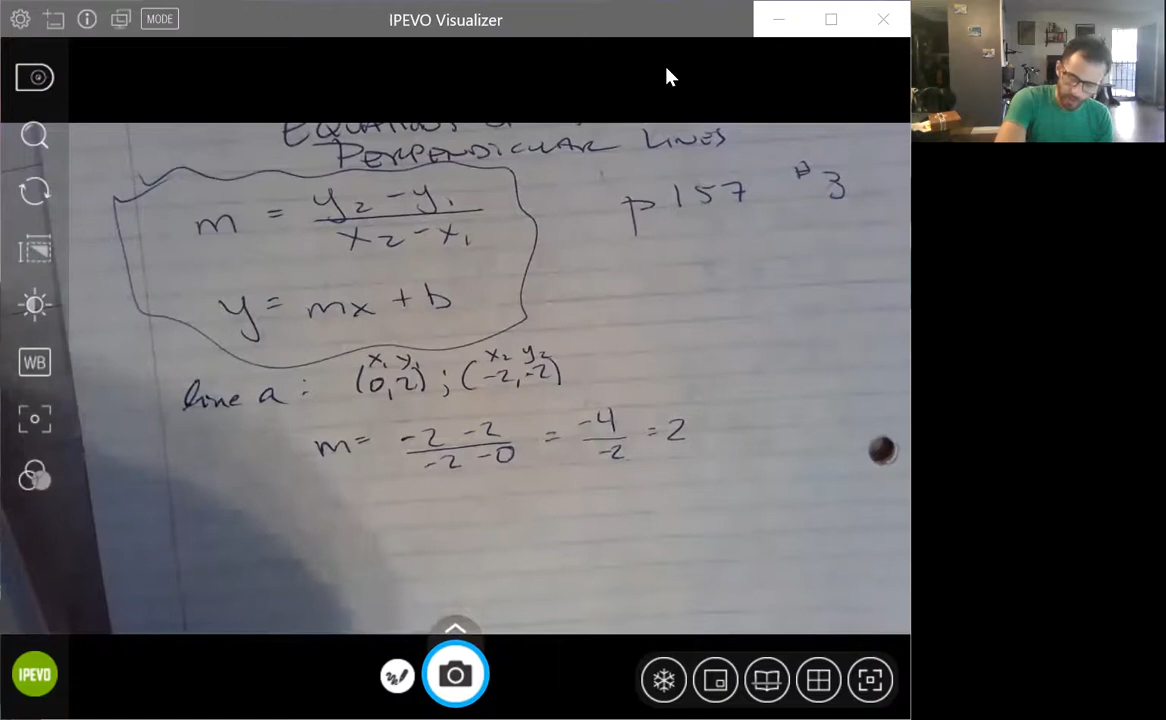 IPEVO Visualizer
MODE
EQUATIONS
PERPENDICULAR LINES
m = y₂ - y₁ / x₂ - x₁
p 157 #3
y = mx + b
x₁ y₁ x₂ y₂
line a : (0,2) ; (-2,-2)
m = -2 -2 / -2 -0 = -4 / -2 = 2
WB
IPEVO